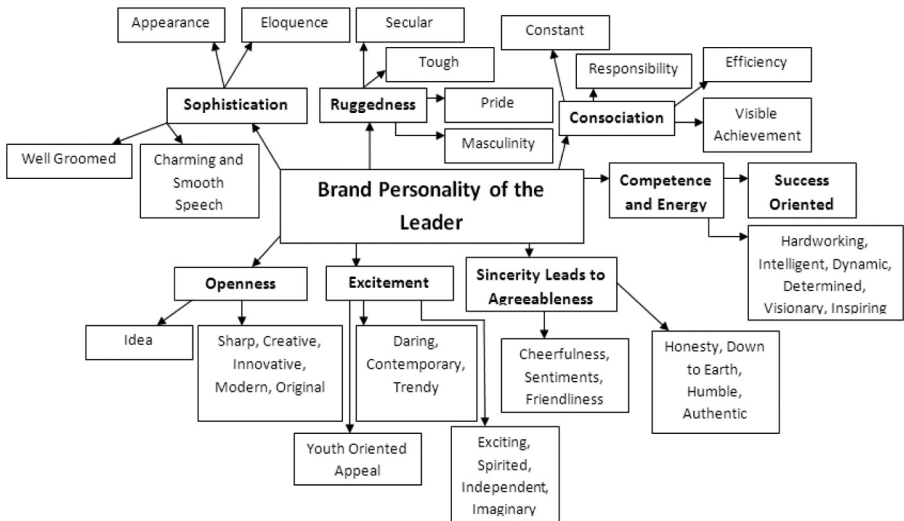 Appearance
Eloquence
Secular
Constant
Tough
Responsibility
Efficiency
Sophistication
Ruggedness
Pride
Consociation
Visible
Achievement
Masculinity
Well Groomed
Charming and
Smooth
Speech
Brand Personality of the
Leader
Competence
and Energy
Success
Oriented
Hardworking,
Intelligent, Dynamic,
Determined,
Visionary, Inspiring
Openness
Excitement
Sincerity Leads to
Agreeableness
Idea
Sharp, Creative,
Innovative,
Modern, Original
Daring,
Contemporary,
Trendy
Cheerfulness,
Sentiments,
Friendliness
Honesty, Down
to Earth,
Humble,
Authentic
Youth Oriented
Appeal
Exciting,
Spirited,
Independent,
Imaginary